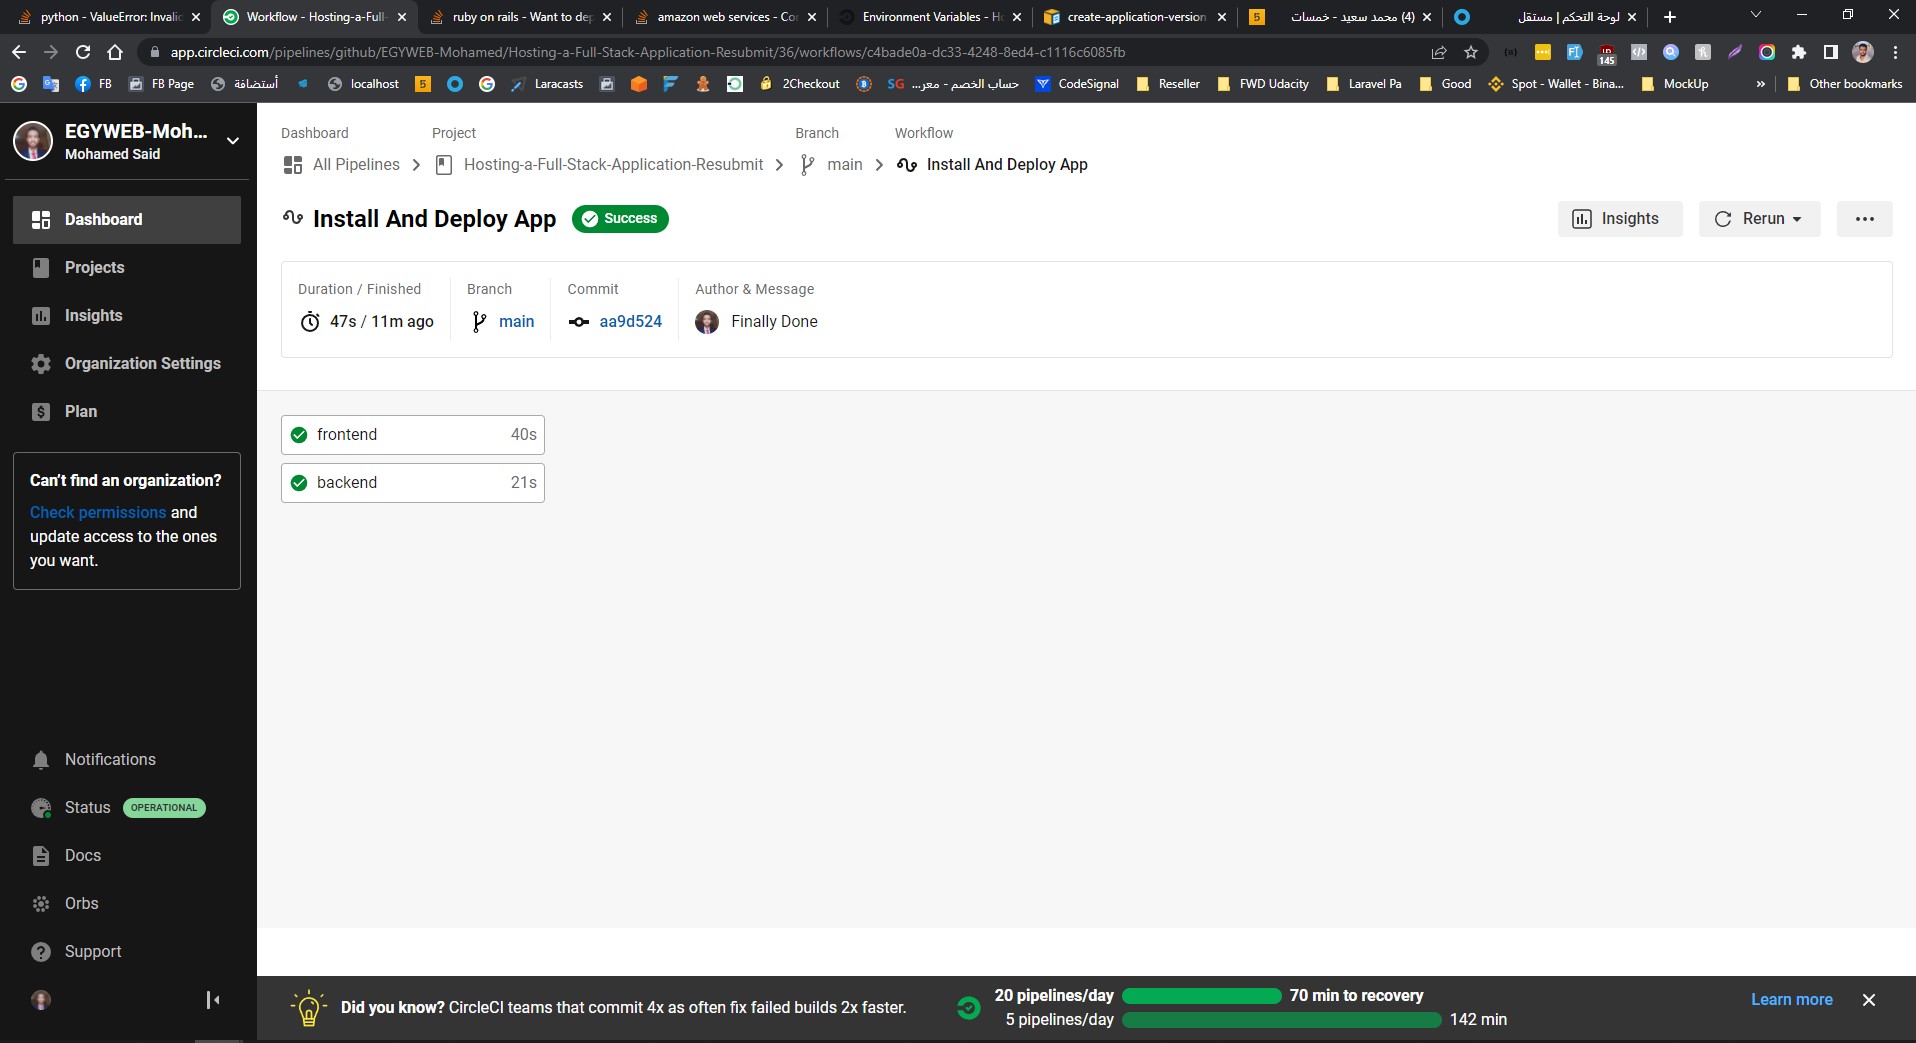 python - ValueError: Invalid
Workflow - Hosting-a-Full-
ruby on rails - Want to dep
amazon web services - Co
Environment Variables - Ho
create-application-version
5
(4) محمد سعيد - خمسات
لوحة التحكم | مستقل
app.circleci.com/pipelines/github/EGYWEB-Mohamed/Hosting-a-Full-Stack-Application-Resubmit/36/workflows/c4bade0a-dc33-4248-8ed4-c1116c6085fb
145
FB
FB Page
أستضافة
localhost
5
Laracasts
2Checkout
SG
حساب الخصم - معر...
CodeSignal
Reseller
FWD Udacity
Laravel Pa
Good
Spot - Wallet - Bina...
MockUp
»
Other bookmarks
EGYWEB-Moh...
Mohamed Said
Dashboard
Projects
Insights
Organization Settings
Plan
Can't find an organization?
Check permissions and
update access to the ones
you want.
Notifications
Status OPERATIONAL
Docs
Orbs
Support
Dashboard Project Branch Workflow
All Pipelines Hosting-a-Full-Stack-Application-Resubmit main Install And Deploy App
Install And Deploy App Success
Insights Rerun
Duration / Finished Branch Commit Author & Message
47s / 11m ago main aa9d524 Finally Done
frontend 40s
backend 21s
Did you know? CircleCI teams that commit 4x as often fix failed builds 2x faster.
20 pipelines/day 70 min to recovery
5 pipelines/day 142 min
Learn more